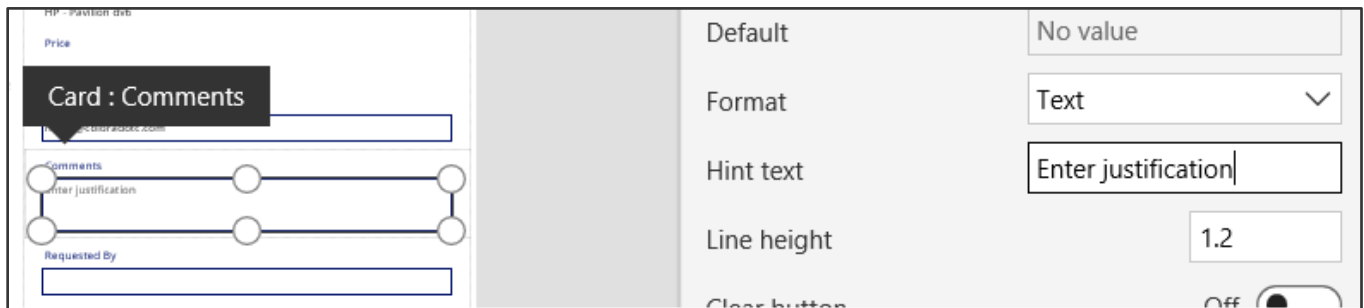 HP - Pavilion dv6
Price
Card : Comments
Comments
Enter justification
Requested By
Default
No value
Format
Text
Hint text
Enter justification
Line height
1.2
Clear button
Off